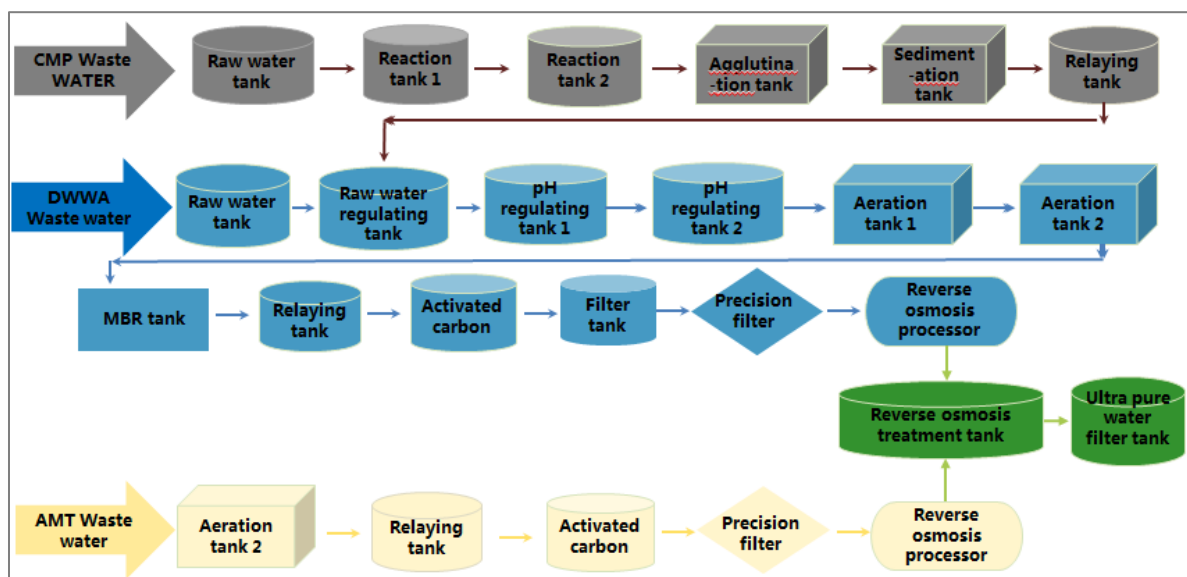 CMP Waste
WATER
Raw water
tank
Reaction
tank 1
Reaction
tank 2
Agglutina
-tion tank
Sediment
-ation
tank
Relaying
tank
DWWA
Waste water
Raw water
tank
Raw water
regulating
tank
pH
regulating
tank 1
pH
regulating
tank 2
Aeration
tank 1
Aeration
tank 2
MBR tank
Relaying
tank
Activated
carbon
Filter
tank
Precision
filter
Reverse
osmosis
processor
Reverse osmosis
treatment tank
Ultra pure
water
filter tank
AMT Waste
water
Aeration
tank 2
Relaying
tank
Activated
carbon
Precision
filter
Reverse
osmosis
processor